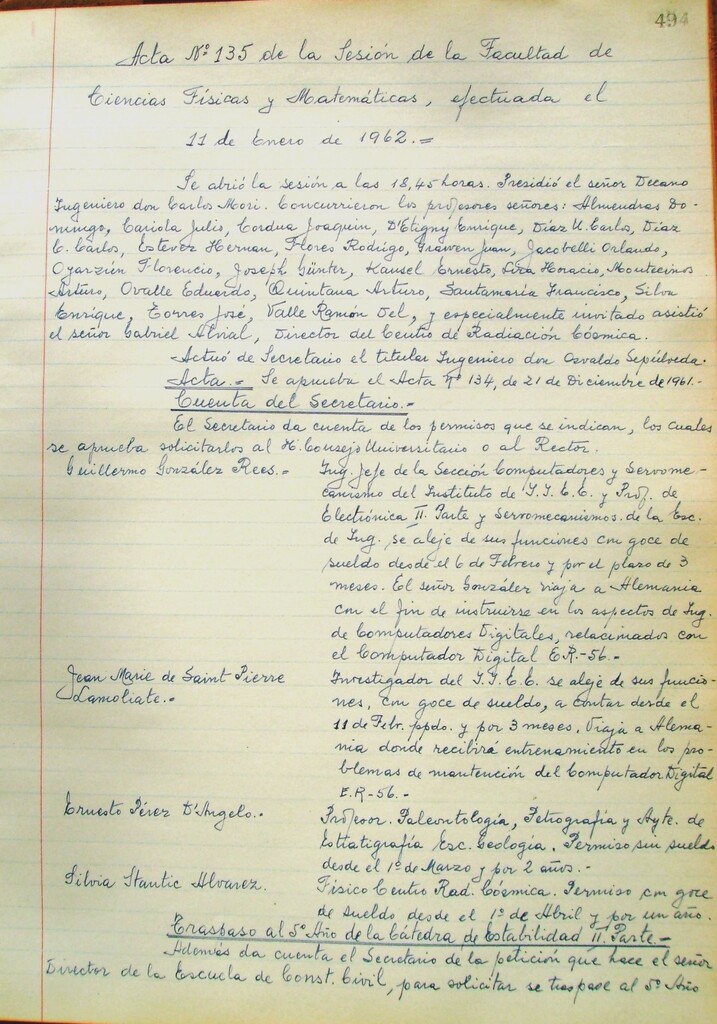 494
Acta Nº 135 de la Sesión de la Facultad de
Ciencias Físicas y Matemáticas, efectuada el
11 de Enero de 1962.=
Se abrió la sesión a las 18,45 horas. Presidió el señor Decano
Ingeniero don Carlos Mori. Concurrieron los profesores señores: Almendras Do-
mingo, Cariola Julio, Cordua Joaquín, D'Etigny Enrique, Díaz U. Carlos, Díaz
C. Carlos, Estevez Hernan, Flores Rodrigo, Grawen Juan, Jacobelli Orlando,
Oyarzún Florencio, Joseph Günter, Kausel Ernesto, Lira Horacio, Montecinos
Arturo, Ovalle Eduardo, Quintana Arturo, Santamaría Francisco, Silva
Enrique, Torres José, Valle Ramón Del, y especialmente invitado asistió
el señor Gabriel Alvial, Director del Centro de Radiación Cósmica.
Actuó de Secretario el titular Ingeniero don Osvaldo Sepúlveda.
Acta.= Se aprueba el Acta Nº 134, de 21 de Diciembre de 1961.-
Cuenta del Secretario.-
El Secretario da cuenta de los permisos que se indican, los cuales
se aprueba solicitarlos al H. Consejo Universitario o al Rector.
Guillermo González Rees.= Ing. Jefe de la Sección Computadores y Servome-
canismo del Instituto de I.I.E.E. y Prof. de
Electrónica II. Parte y Servomecanismos de la Esc.
de Ing. se aleje de sus funciones con goce de
sueldo desde el 6 de Febrero y por el plazo de 3
meses. El señor González viaja a Alemania
con el fin de instruirse en los aspectos de Ing.
de Computadores Digitales, relacionados con
el Computador Digital E.R.-56.-
Jean Marie de Saint-Pierre Investigador del I.I.E.E. se aleje de sus funcio-
Lamoliate.- nes, con goce de sueldo, a contar desde el
11 de Febr. ppdo. y por 3 meses. Viaja a Alema-
nia donde recibirá entrenamiento en los pro-
blemas de mantención del Computador Digital
E.R-56.-
Ernesto Pérez D'Angelo.- Profesor. Paleontología, Petrografía y Ayte. de
Estratigrafía Esc. Geología. Permiso sin sueldo
desde el 1º de Marzo y por 2 años.-
Silvia Stantic Alvarez. Físico Centro Rad. Cósmica. Permiso con goce
de sueldo desde el 1º de Abril y por un año.
Traspaso al 5º Año de la Cátedra de Estabilidad II. Parte.-
Además da cuenta el Secretario de la petición que hace el señor
Director de la Escuela de Const. Civil, para solicitar se traspase al 5º Año